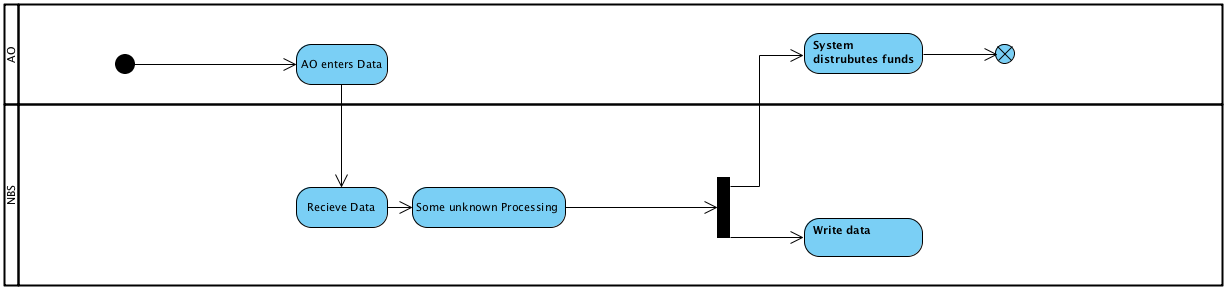 AO
AO enters Data
System
distrubutes funds
NBS
Recieve Data
Some unknown Processing
Write data